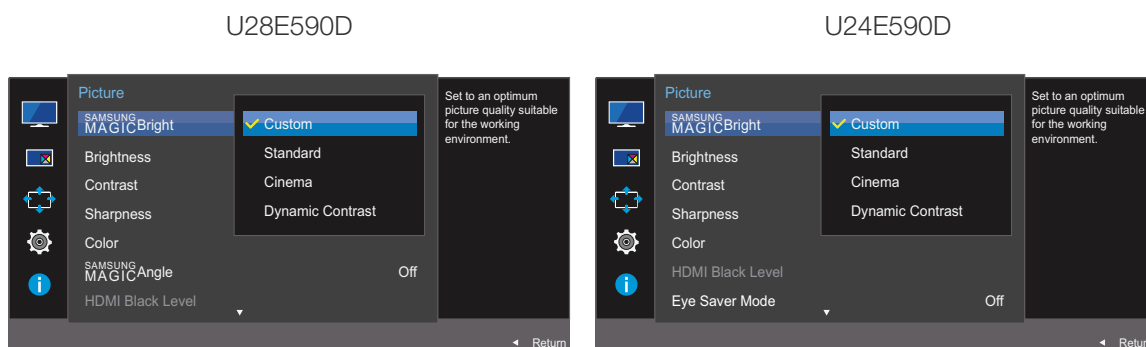 U28E590D
Picture
SAMSUNG
MAGICBright
Custom
Brightness
Standard
Contrast
Cinema
Sharpness
Dynamic Contrast
Color
SAMSUNG
MAGICAngle Off
HDMI Black Level
Set to an optimum
picture quality suitable
for the working
environment.
Return
U24E590D
Picture
SAMSUNG
MAGICBright
Custom
Brightness
Standard
Contrast
Cinema
Sharpness
Dynamic Contrast
Color
HDMI Black Level
Eye Saver Mode Off
Set to an optimum
picture quality suitable
for the working
environment.
Retur